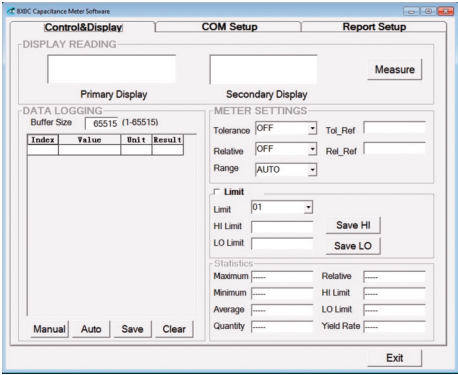 BXBC Capacitance Meter Software
Control&Display COM Setup Report Setup
DISPLAY READING
Measure
Primary Display Secondary Display
DATA LOGGING
Buffer Size 65515 (1-65515)
Index Value Unit Result
Manual Auto Save Clear
METER SETTINGS
Tolerance OFF Tol_Ref
Relative OFF Rel_Ref
Range AUTO
Limit
Limit 01
HI Limit Save HI
LO Limit Save LO
Statistics
Maximum ----- Relative -----
Minimum ----- HI Limit -----
Average ----- LO Limit -----
Quantity ----- Yield Rate -----
Exit